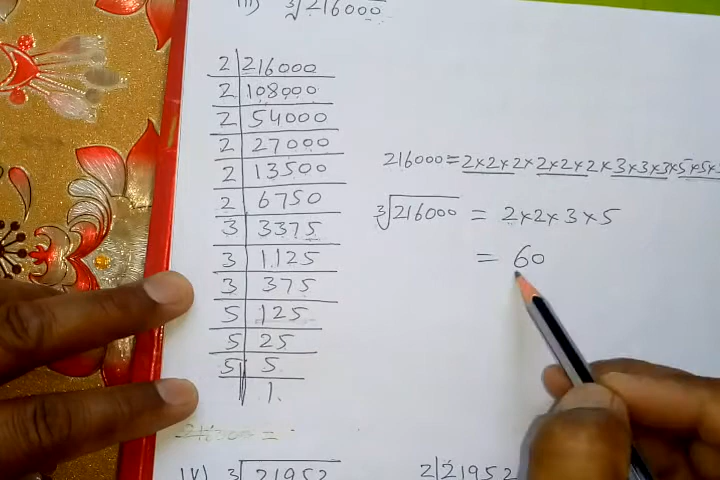 III) ∛216000
2 | 216000
2 | 108000
2 | 54000
2 | 27000
2 | 13500
2 | 6750
3 | 3375
3 | 1125
3 | 375
5 | 125
5 | 25
5 | 5
1
216000 = 2×2×2×2×2×2×3×3×3×5×5×5
∛216000 = 2×2×3×5
= 60
216000 =
IV) ∛21952
2 | 21952